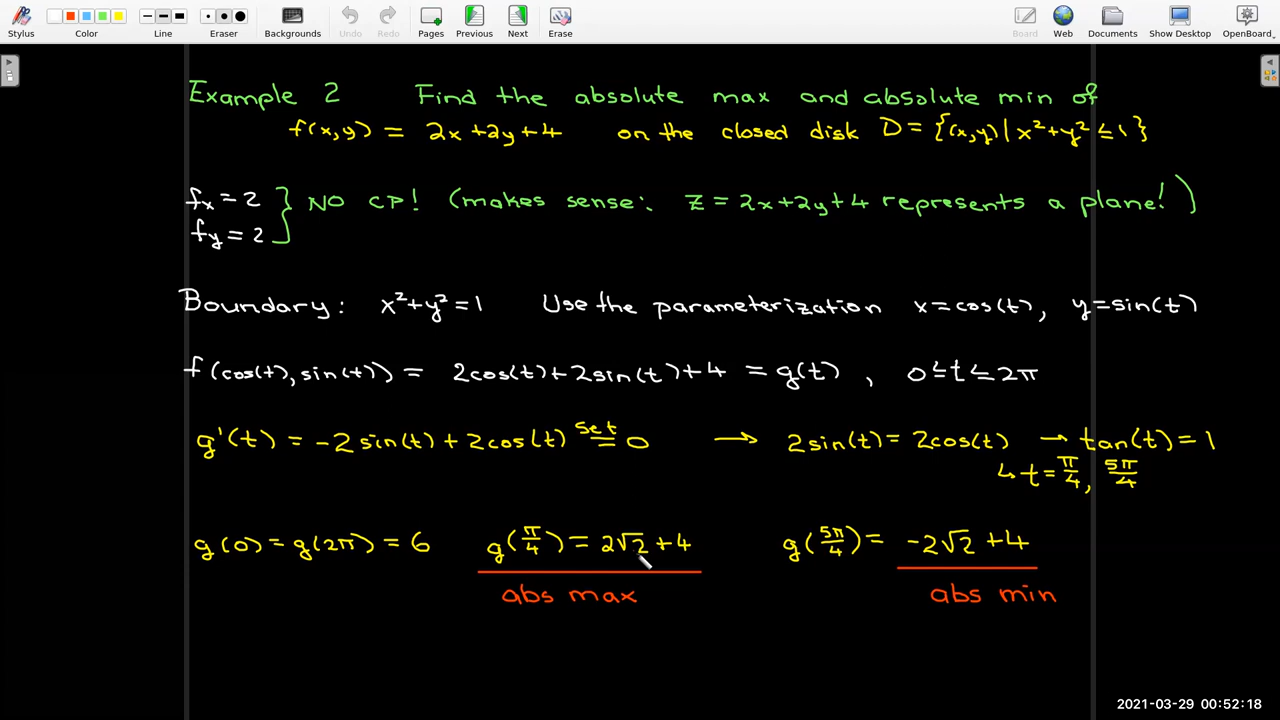 Stylus Color Line Eraser Backgrounds Undo Redo Pages Previous Next Erase Board Web Documents Show Desktop OpenBoard
Example 2 Find the absolute max and absolute min of
f(x,y) = 2x+2y+4 on the closed disk D={(x,y)|x²+y²≤1}
fx=2
fy=2
NO CP! (makes sense: z=2x+2y+4 represents a plane!)
Boundary: x²+y²=1 Use the parameterization x=cos(t), y=sin(t)
f(cos(t),sin(t)) = 2cos(t)+2sin(t)+4 = g(t), 0≤t≤2π
g'(t) = -2sin(t)+2cos(t) set = 0 → 2sin(t)=2cos(t) → tan(t)=1
↳ t=π/4, 5π/4
g(0)=g(2π)=6 g(π/4)=2√2+4 g(5π/4)= -2√2+4
abs max abs min
2021-03-29 00:52:18